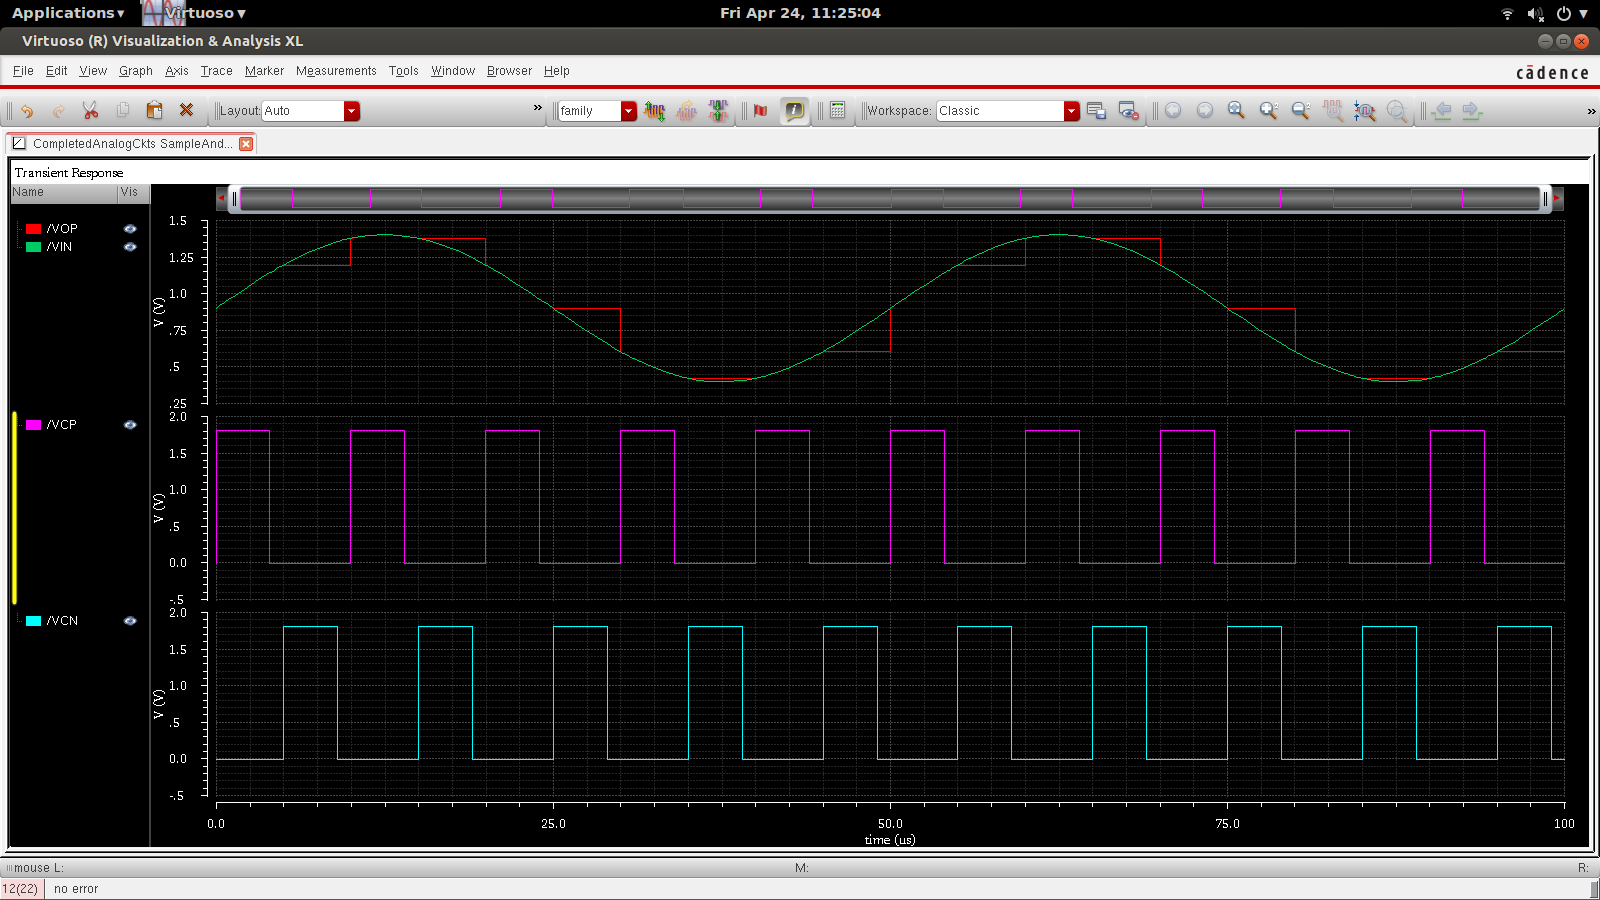 Applications Virtuoso Fri Apr 24, 11:25:04
Virtuoso (R) Visualization & Analysis XL
File Edit View Graph Axis Trace Marker Measurements Tools Window Browser Help
cādence
Layout: Auto » family Workspace: Classic »
CompletedAnalogCkts SampleAnd...
Transient Response
Name Vis
/VOP
/VIN
1.5
1.25
1.0
.75
.5
.25
V (V)
/VCP
2.0
1.5
1.0
.5
0.0
-.5
V (V)
/VCN
2.0
1.5
1.0
.5
0.0
-.5
V (V)
0.0 25.0 50.0 75.0 100
time (us)
mouse L: M: R:
12(22) no error